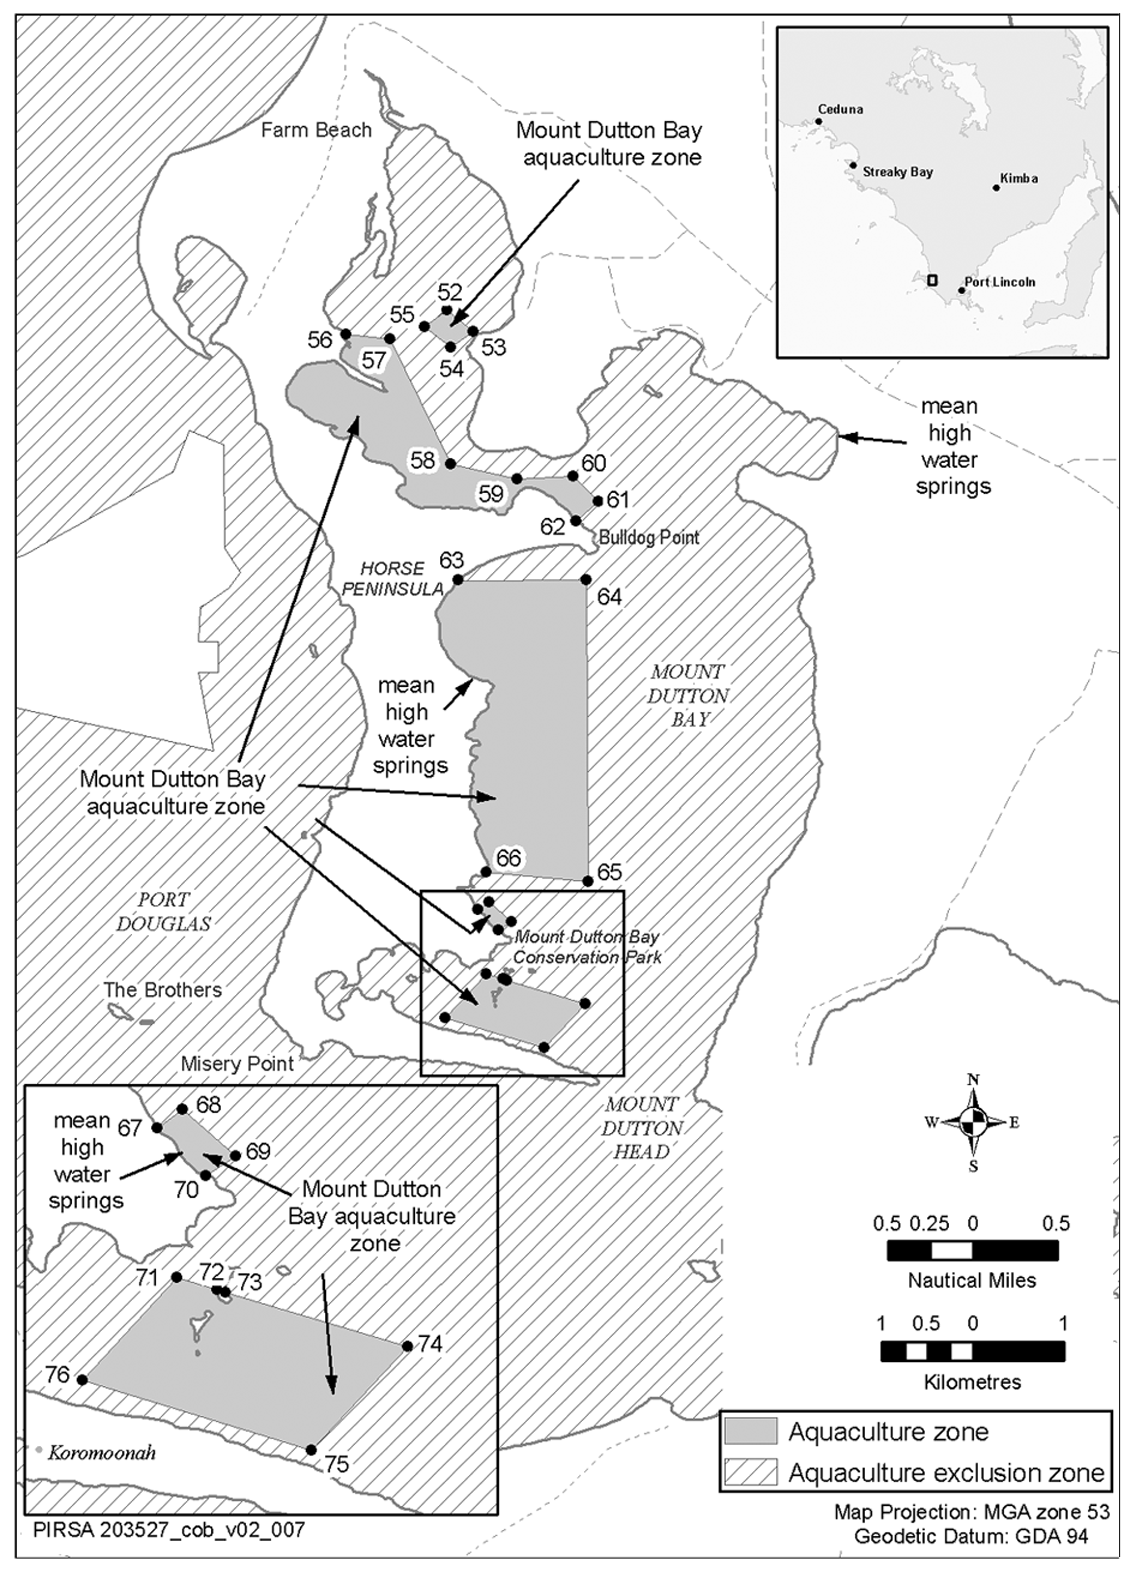 Farm Beach
Mount Dutton Bay
aquaculture zone
Ceduna
Streaky Bay
Kimba
Port Lincoln
52
55
53
54
56
57
mean
high
water
springs
58
59
60
61
62
Bulldog Point
63
64
HORSE
PENINSULA
MOUNT
DUTTON
BAY
mean
high
water
springs
Mount Dutton Bay
aquaculture zone
66
65
PORT
DOUGLAS
Mount Dutton Bay
Conservation Park
The Brothers
Misery Point
MOUNT
DUTTON
HEAD
mean
high
water
springs
67
68
69
70
Mount Dutton
Bay aquaculture
zone
71
72
73
74
76
75
Koromoonah
N
W
E
S
0.5 0.25 0 0.5
Nautical Miles
1 0.5 0 1
Kilometres
Aquaculture zone
Aquaculture exclusion zone
PIRSA 203527_cob_v02_007
Map Projection: MGA zone 53
Geodetic Datum: GDA 94